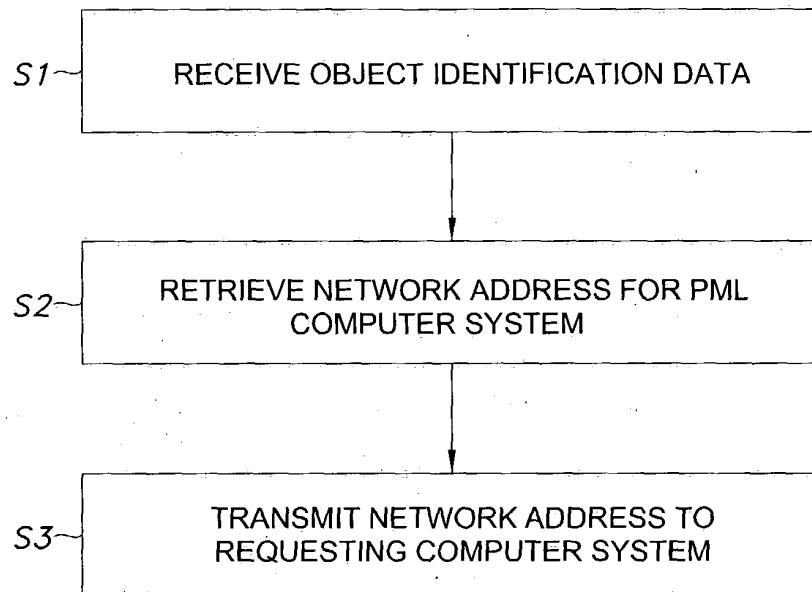 S1
RECEIVE OBJECT IDENTIFICATION DATA
S2
RETRIEVE NETWORK ADDRESS FOR PML
COMPUTER SYSTEM
S3
TRANSMIT NETWORK ADDRESS TO
REQUESTING COMPUTER SYSTEM